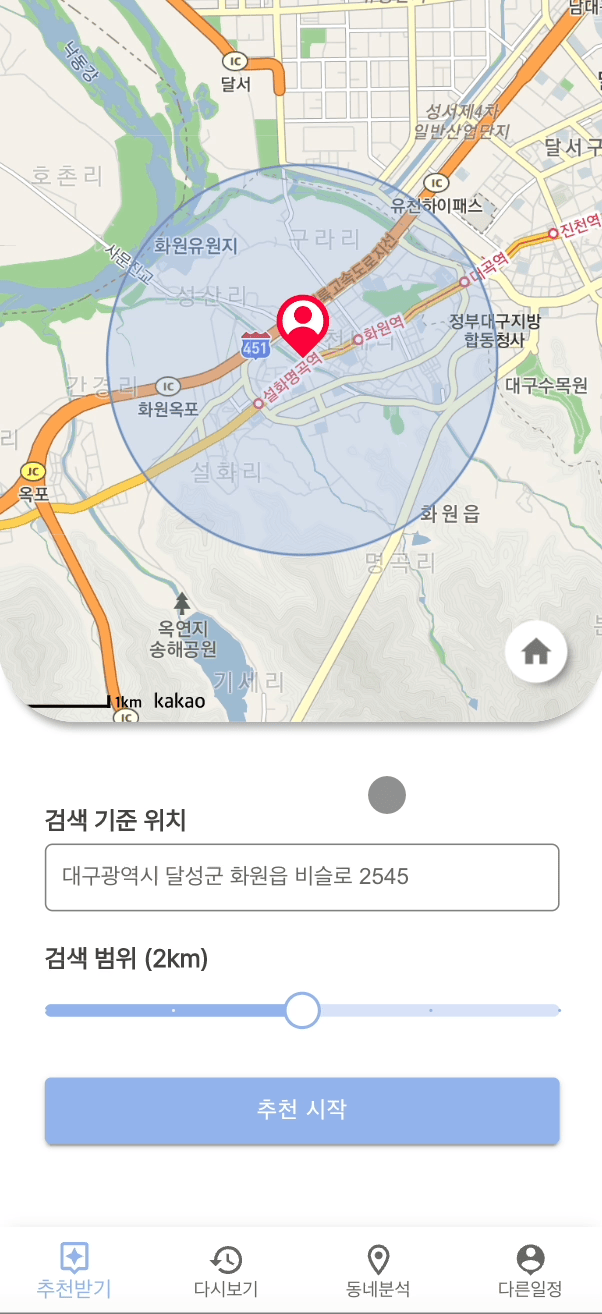 낙동강
IC
달서
성서제4차
일반산업단지
호촌리
달서구
IC
유천하이패스
진천역
사문진교
화원유원지
구라리
대곡역
성산리
화원역
정부대구지방
합동청사
451
설화명곡역
간경리
IC
화원옥포
대구수목원
JC
옥포
설화리
화원읍
명곡리
옥연지
송해공원
기세리
1km
kakao
IC
검색 기준 위치
대구광역시 달성군 화원읍 비슬로 2545
검색 범위 (2km)
추천 시작
추천받기
다시보기
동네분석
다른일정